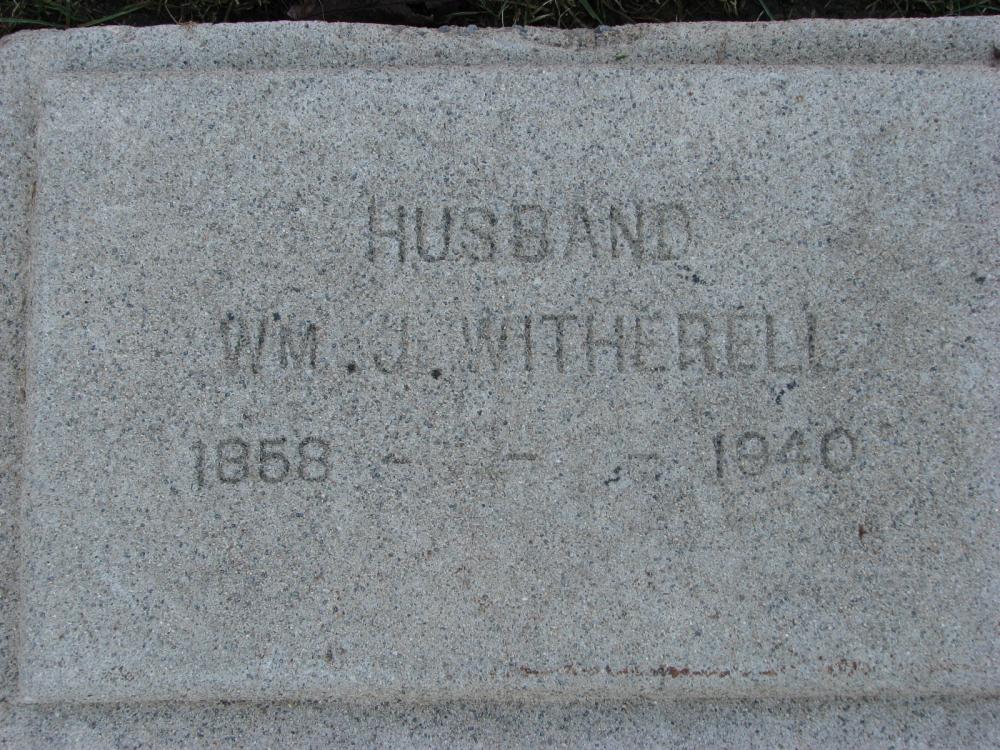 HUSBAND
WM. J. WITHERELL
1858 - - - 1940